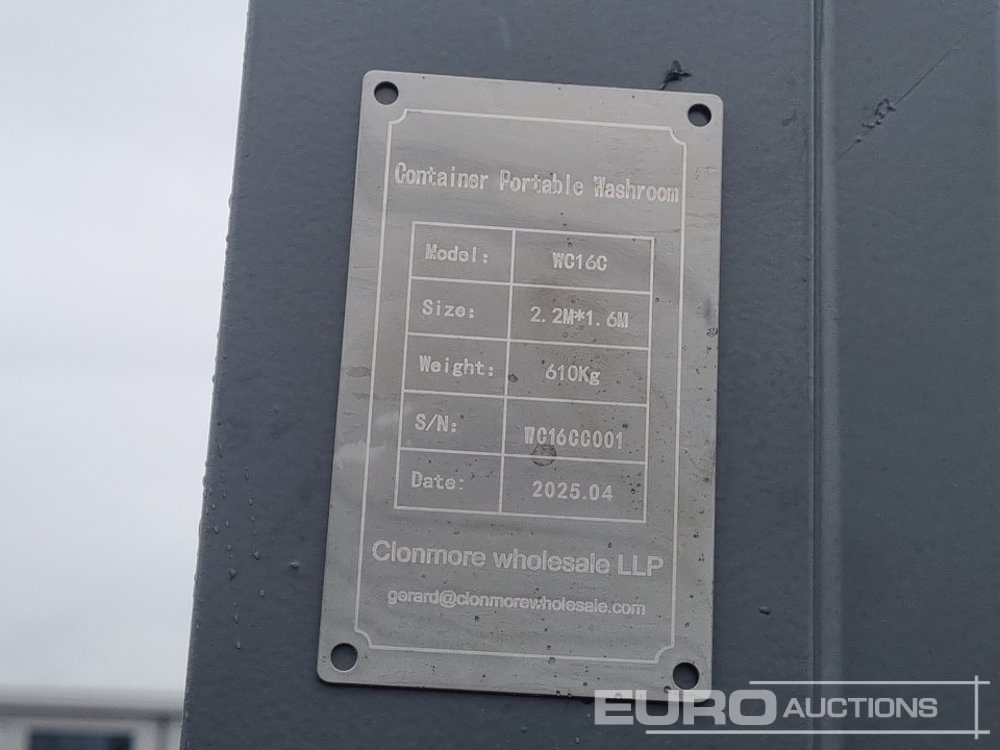 Container Portable Washroom
Model: WC16C
Size: 2.2M*1.6M
Weight: 610Kg
S/N: WC16CC001
Date: 2025.04
Clonmore wholesale LLP
gerard@clonmorewholesale.com
EURO AUCTIONS